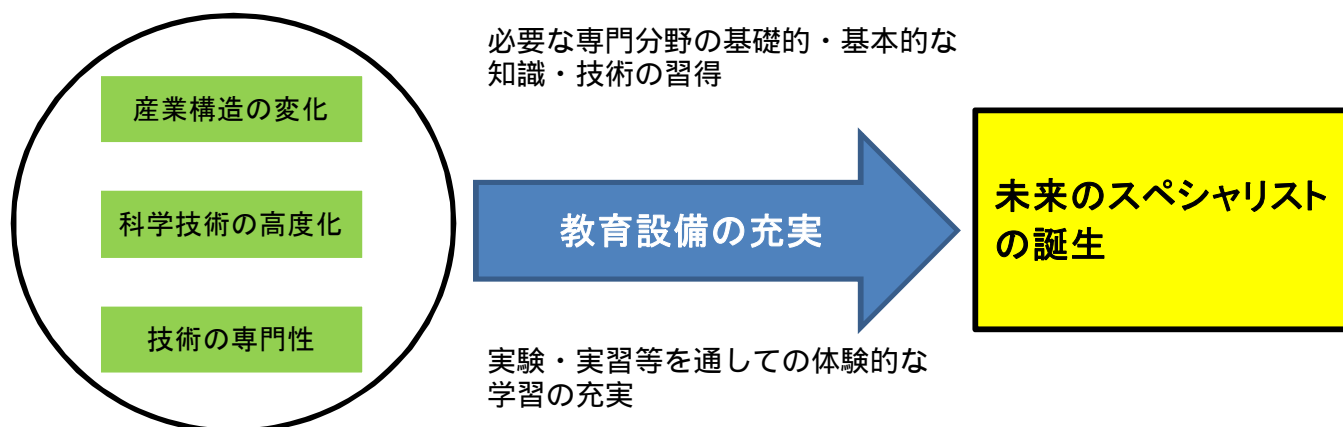 産業構造の変化
科学技術の高度化
技術の専門性
必要な専門分野の基礎的・基本的な
知識・技術の習得
教育設備の充実
実験・実習等を通しての体験的な
学習の充実
未来のスペシャリスト
の誕生